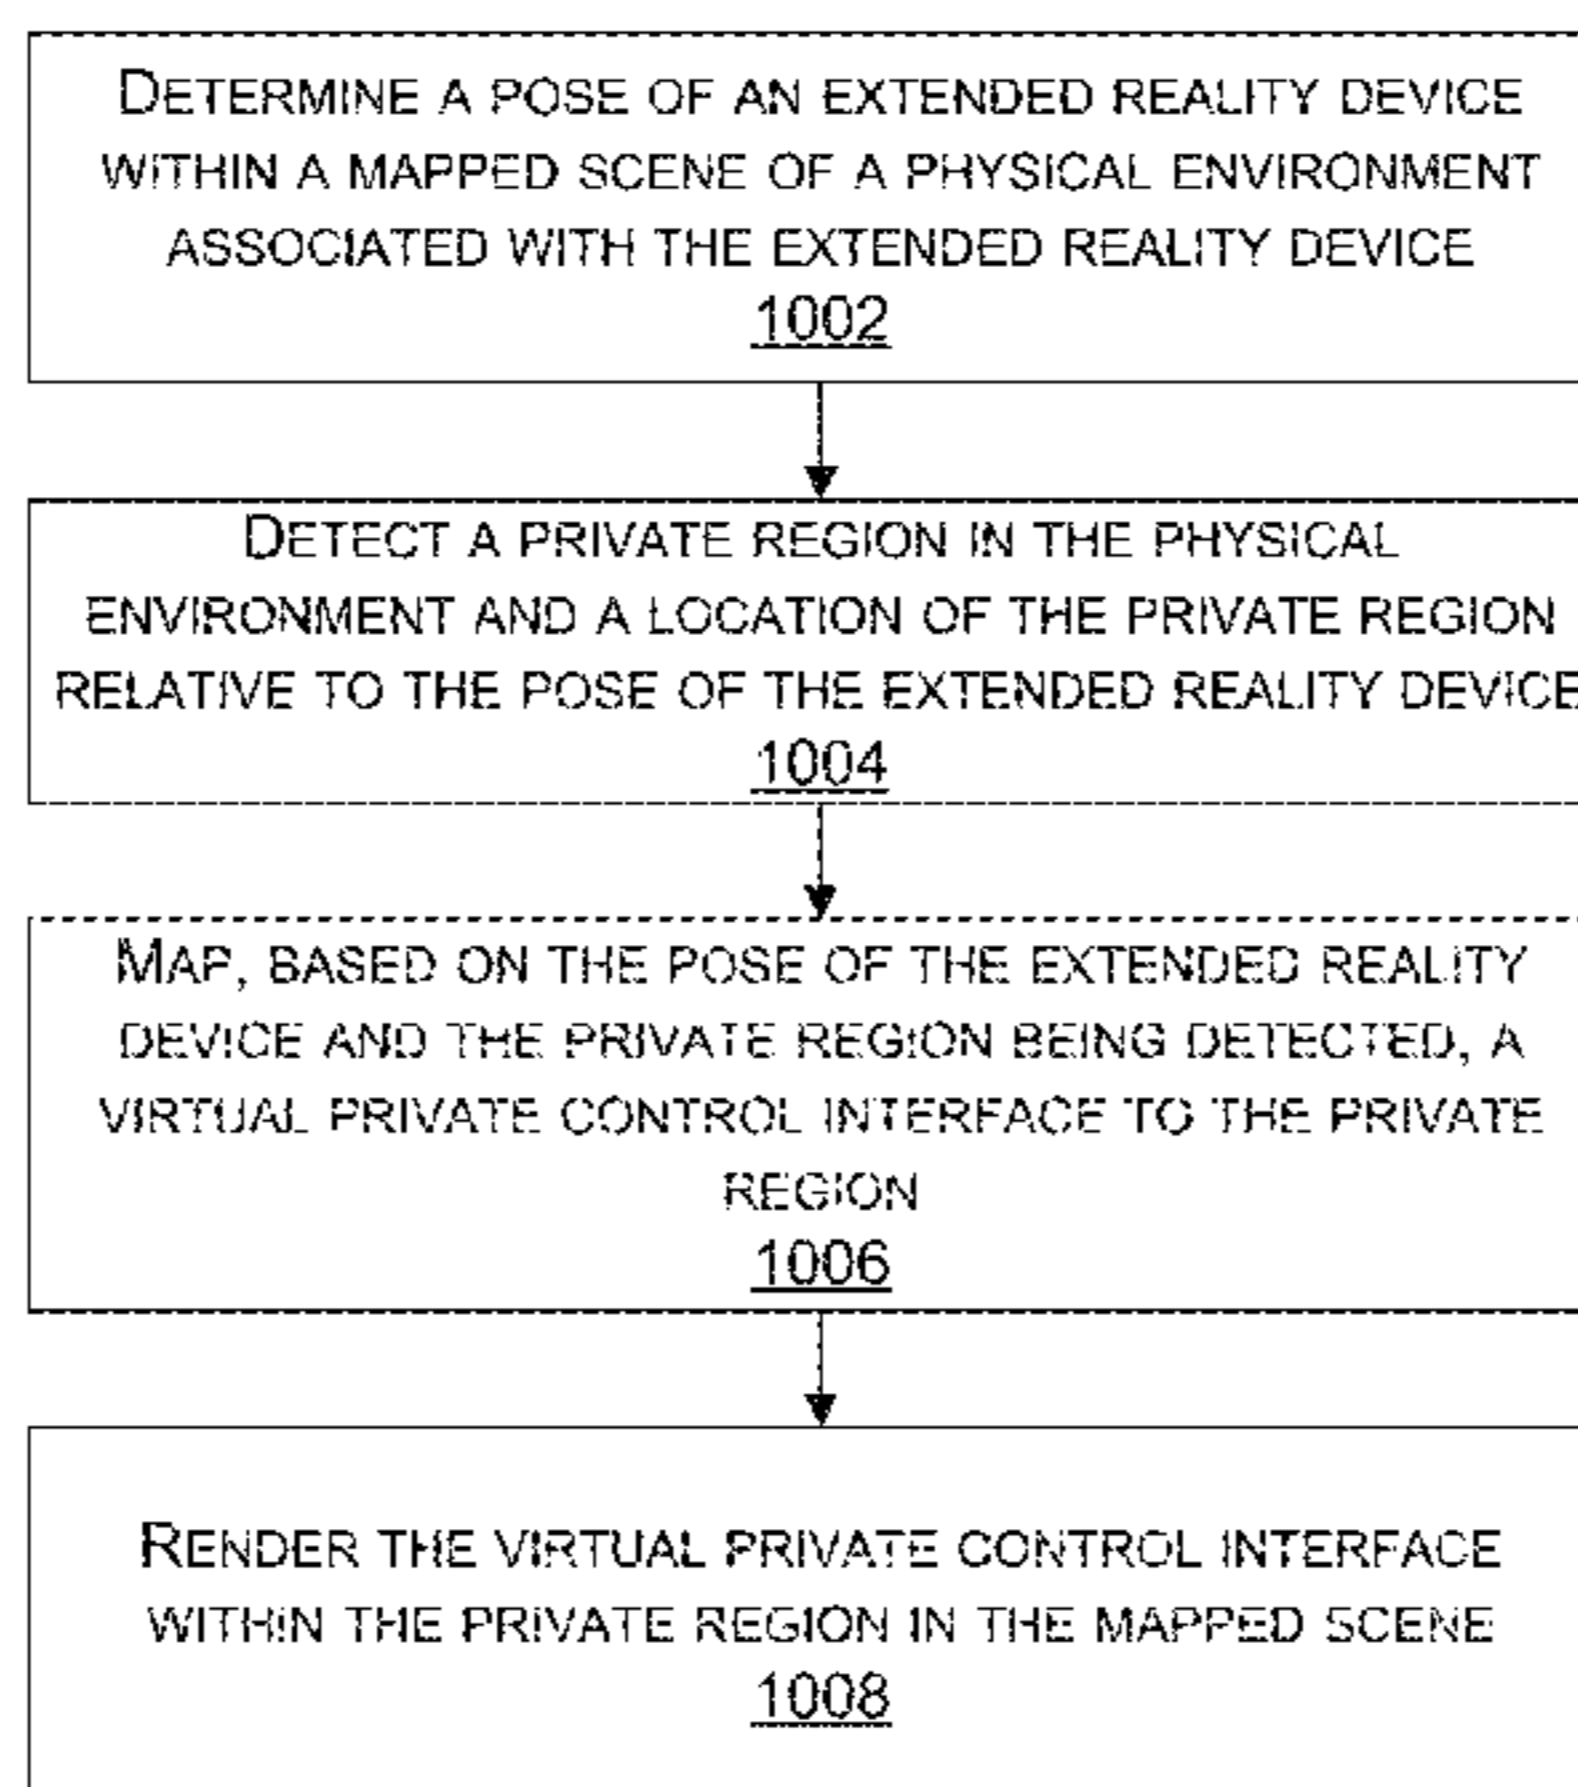 DETERMINE A POSE OF AN EXTENDED REALITY DEVICE
WITHIN A MAPPED SCENE OF A PHYSICAL ENVIRONMENT
ASSOCIATED WITH THE EXTENDED REALITY DEVICE
1002
DETECT A PRIVATE REGION IN THE PHYSICAL
ENVIRONMENT AND A LOCATION OF THE PRIVATE REGION
RELATIVE TO THE POSE OF THE EXTENDED REALITY DEVICE
1004
MAP, BASED ON THE POSE OF THE EXTENDED REALITY
DEVICE AND THE PRIVATE REGION BEING DETECTED, A
VIRTUAL PRIVATE CONTROL INTERFACE TO THE PRIVATE
REGION
1006
RENDER THE VIRTUAL PRIVATE CONTROL INTERFACE
WITHIN THE PRIVATE REGION IN THE MAPPED SCENE
1008